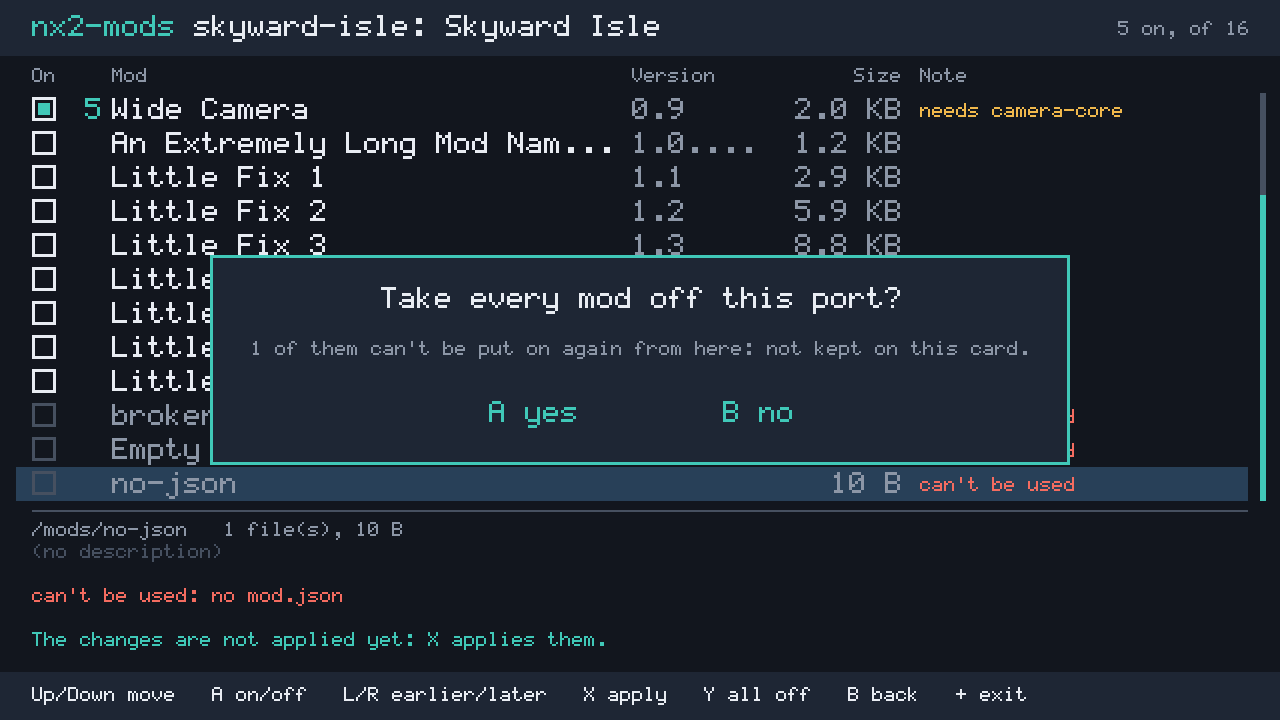 nx2-mods skyward-isle: Skyward Isle 5 on, of 16
On Mod Version Size Note
5 Wide Camera 0.9 2.0 KB needs camera-core
An Extremely Long Mod Nam... 1.0.... 1.2 KB
Little Fix 1 1.1 2.9 KB
Little Fix 2 1.2 5.9 KB
Little Fix 3 1.3 8.8 KB
Little
Little
Little
Little
Take every mod off this port?
1 of them can't be put on again from here: not kept on this card.
A yes B no
Empty
no-json 10 B can't be used
/mods/no-json 1 file(s), 10 B
(no description)
can't be used: no mod.json
The changes are not applied yet: X applies them.
Up/Down move A on/off L/R earlier/later X apply Y all off B back + exit